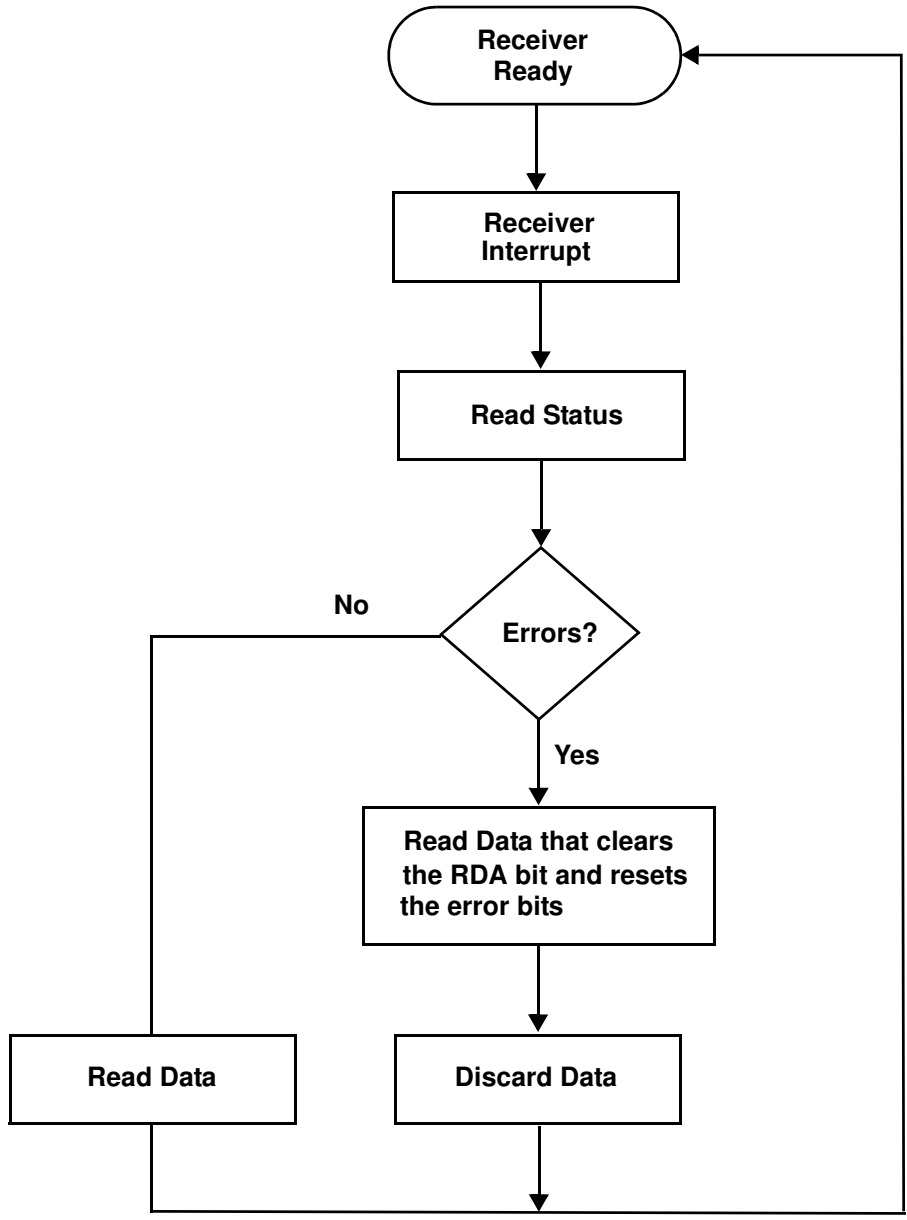 Receiver
Ready
Receiver
Interrupt
Read Status
No
Errors?
Yes
Read Data that clears
the RDA bit and resets
the error bits
Read Data
Discard Data